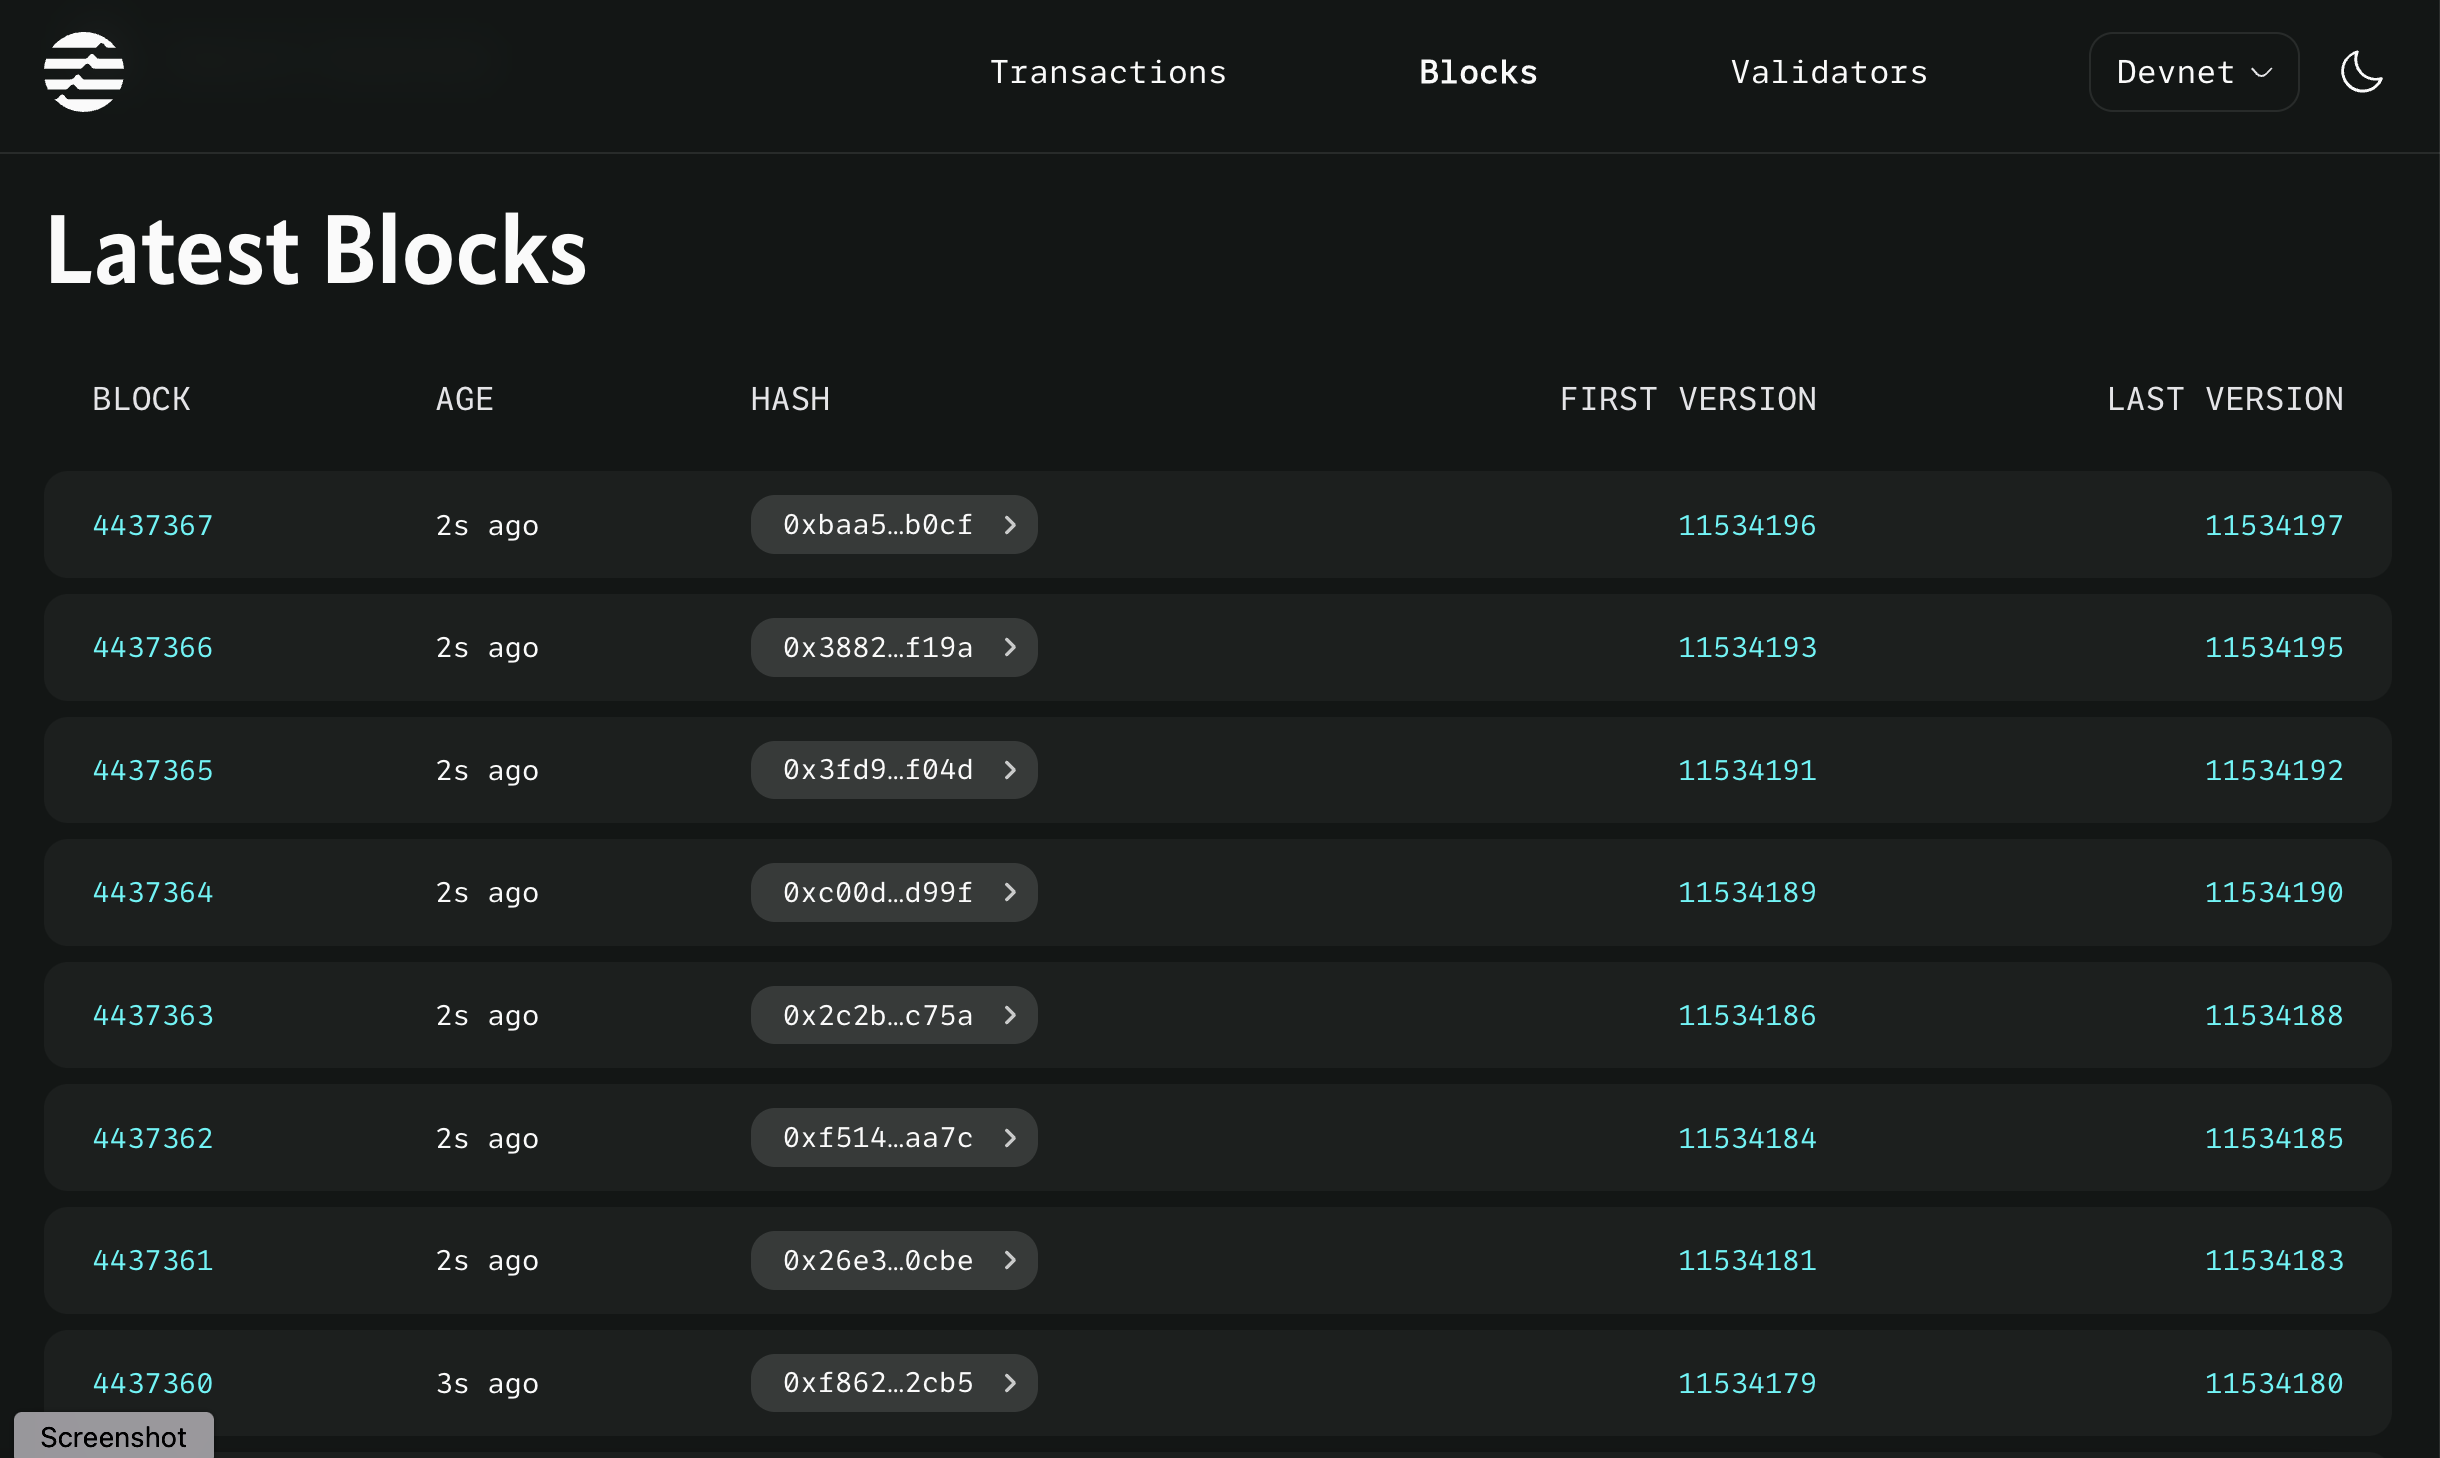 Transactions Blocks Validators Devnet
Latest Blocks
BLOCK AGE HASH FIRST VERSION LAST VERSION
4437367 2s ago 0xbaa5…b0cf 11534196 11534197
4437366 2s ago 0x3882…f19a 11534193 11534195
4437365 2s ago 0x3fd9…f04d 11534191 11534192
4437364 2s ago 0xc00d…d99f 11534189 11534190
4437363 2s ago 0x2c2b…c75a 11534186 11534188
4437362 2s ago 0xf514…aa7c 11534184 11534185
4437361 2s ago 0x26e3…0cbe 11534181 11534183
4437360 3s ago 0xf862…2cb5 11534179 11534180
Screenshot